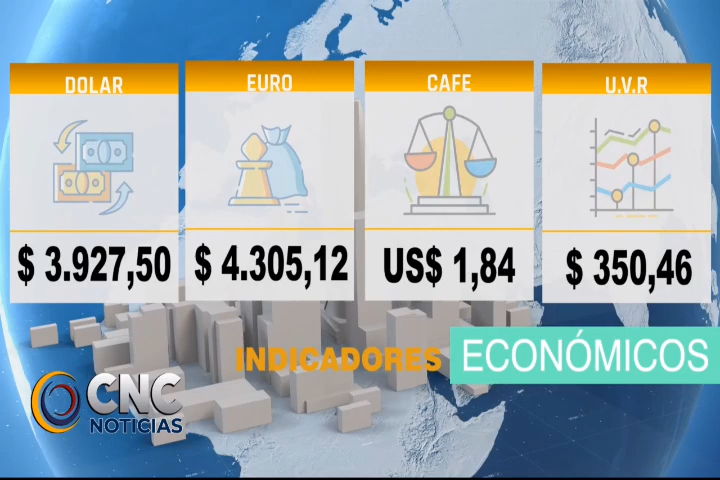 DOLAR
$ 3.927,50
EURO
$ 4.305,12
CAFE
US$ 1,84
U.V.R
$ 350,46
INDICADORES ECONÓMICOS
CNC
NOTICIAS